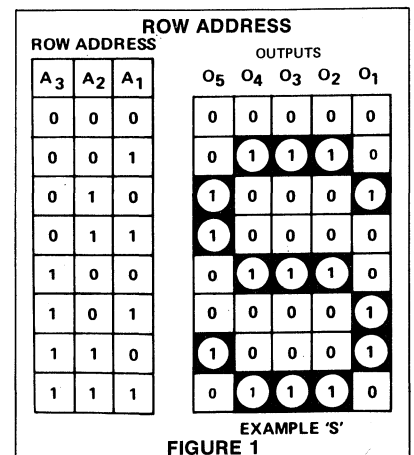 ROW ADDRESS
ROW ADDRESS OUTPUTS
A3 A2 A1 O5 O4 O3 O2 O1
0 0 0 0 0 0 0 0
0 0 1 0 1 1 1 0
0 1 0 1 0 0 0 1
0 1 1 1 0 0 0 0
1 0 0 0 1 1 1 0
1 0 1 0 0 0 0 1
1 1 0 1 0 0 0 1
1 1 1 0 1 1 1 0
EXAMPLE 'S'
FIGURE 1